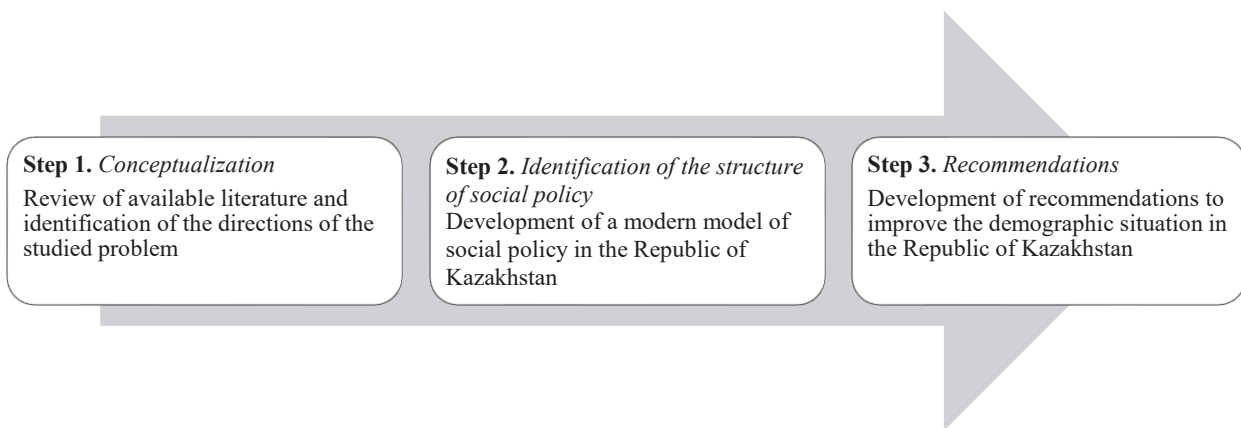 Step 1. Conceptualization
Review of available literature and
identification of the directions of the
studied problem
Step 2. Identification of the structure
of social policy
Development of a modern model of
social policy in the Republic of
Kazakhstan
Step 3. Recommendations
Development of recommendations to
improve the demographic situation in
the Republic of Kazakhstan